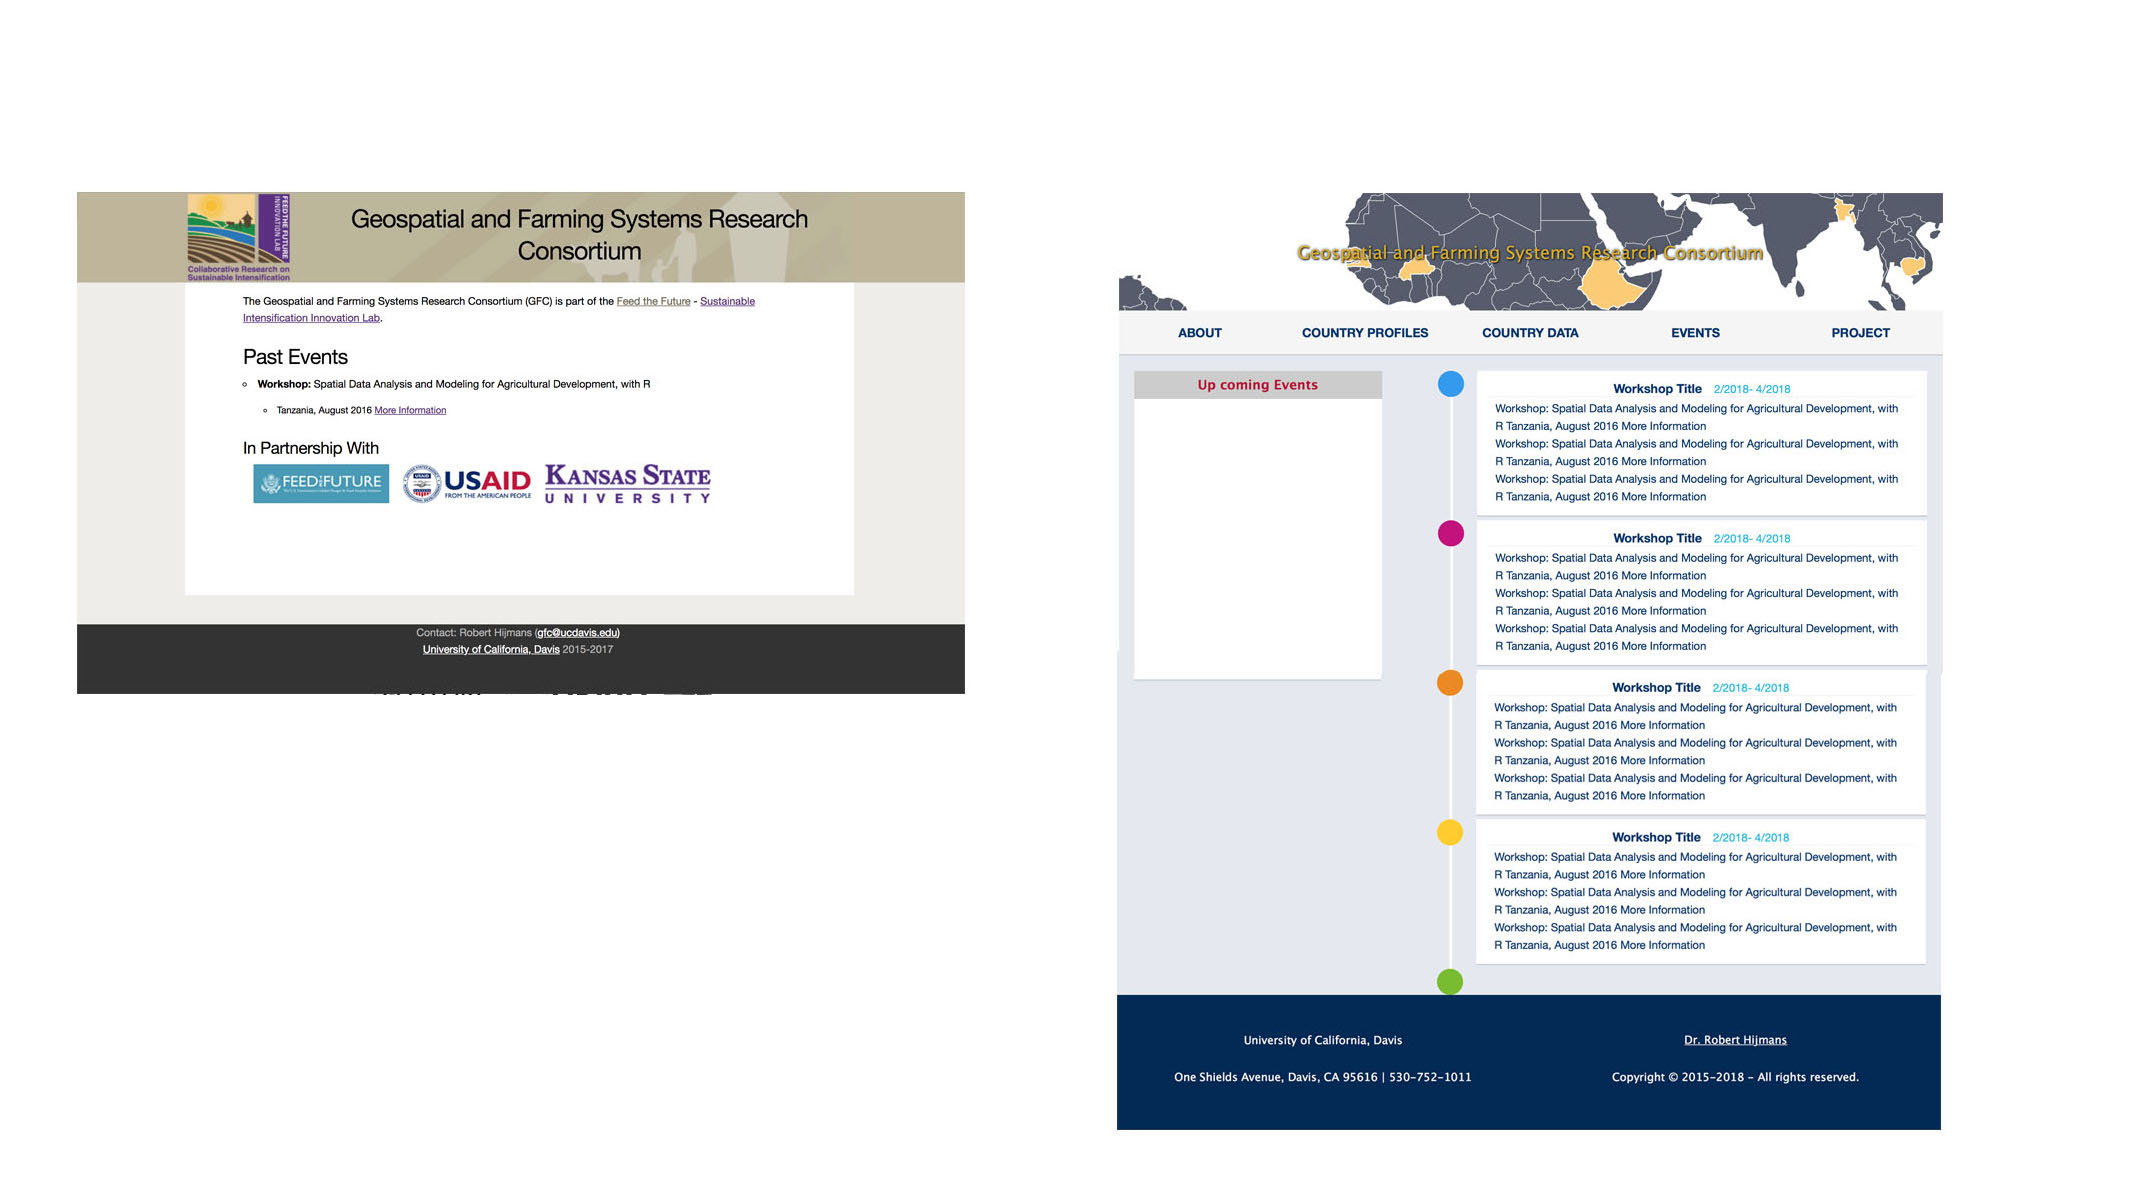 FEED THE FUTURE
INNOVATION LAB
Collaborative Research on
Sustainable Intensification
Geospatial and Farming Systems Research
Consortium
The Geospatial and Farming Systems Research Consortium (GFC) is part of the Feed the Future - Sustainable
Intensification Innovation Lab.
Past Events
Workshop: Spatial Data Analysis and Modeling for Agricultural Development, with R
Tanzania, August 2016 More Information
In Partnership With
FEED THE FUTURE
USAID
USAID
FROM THE AMERICAN PEOPLE
KANSAS STATE
UNIVERSITY
Contact: Robert Hijmans (gfc@ucdavis.edu)
University of California, Davis 2015-2017
Geospatial and Farming Systems Research Consortium
ABOUT COUNTRY PROFILES COUNTRY DATA EVENTS PROJECT
Up coming Events
Workshop Title 2/2018- 4/2018
Workshop: Spatial Data Analysis and Modeling for Agricultural Development, with
R Tanzania, August 2016 More Information
Workshop: Spatial Data Analysis and Modeling for Agricultural Development, with
R Tanzania, August 2016 More Information
Workshop: Spatial Data Analysis and Modeling for Agricultural Development, with
R Tanzania, August 2016 More Information
Workshop Title 2/2018- 4/2018
Workshop: Spatial Data Analysis and Modeling for Agricultural Development, with
R Tanzania, August 2016 More Information
Workshop: Spatial Data Analysis and Modeling for Agricultural Development, with
R Tanzania, August 2016 More Information
Workshop: Spatial Data Analysis and Modeling for Agricultural Development, with
R Tanzania, August 2016 More Information
Workshop Title 2/2018- 4/2018
Workshop: Spatial Data Analysis and Modeling for Agricultural Development, with
R Tanzania, August 2016 More Information
Workshop: Spatial Data Analysis and Modeling for Agricultural Development, with
R Tanzania, August 2016 More Information
Workshop: Spatial Data Analysis and Modeling for Agricultural Development, with
R Tanzania, August 2016 More Information
Workshop Title 2/2018- 4/2018
Workshop: Spatial Data Analysis and Modeling for Agricultural Development, with
R Tanzania, August 2016 More Information
Workshop: Spatial Data Analysis and Modeling for Agricultural Development, with
R Tanzania, August 2016 More Information
Workshop: Spatial Data Analysis and Modeling for Agricultural Development, with
R Tanzania, August 2016 More Information
University of California, Davis
One Shields Avenue, Davis, CA 95616 | 530-752-1011
Dr. Robert Hijmans
Copyright © 2015-2018 - All rights reserved.